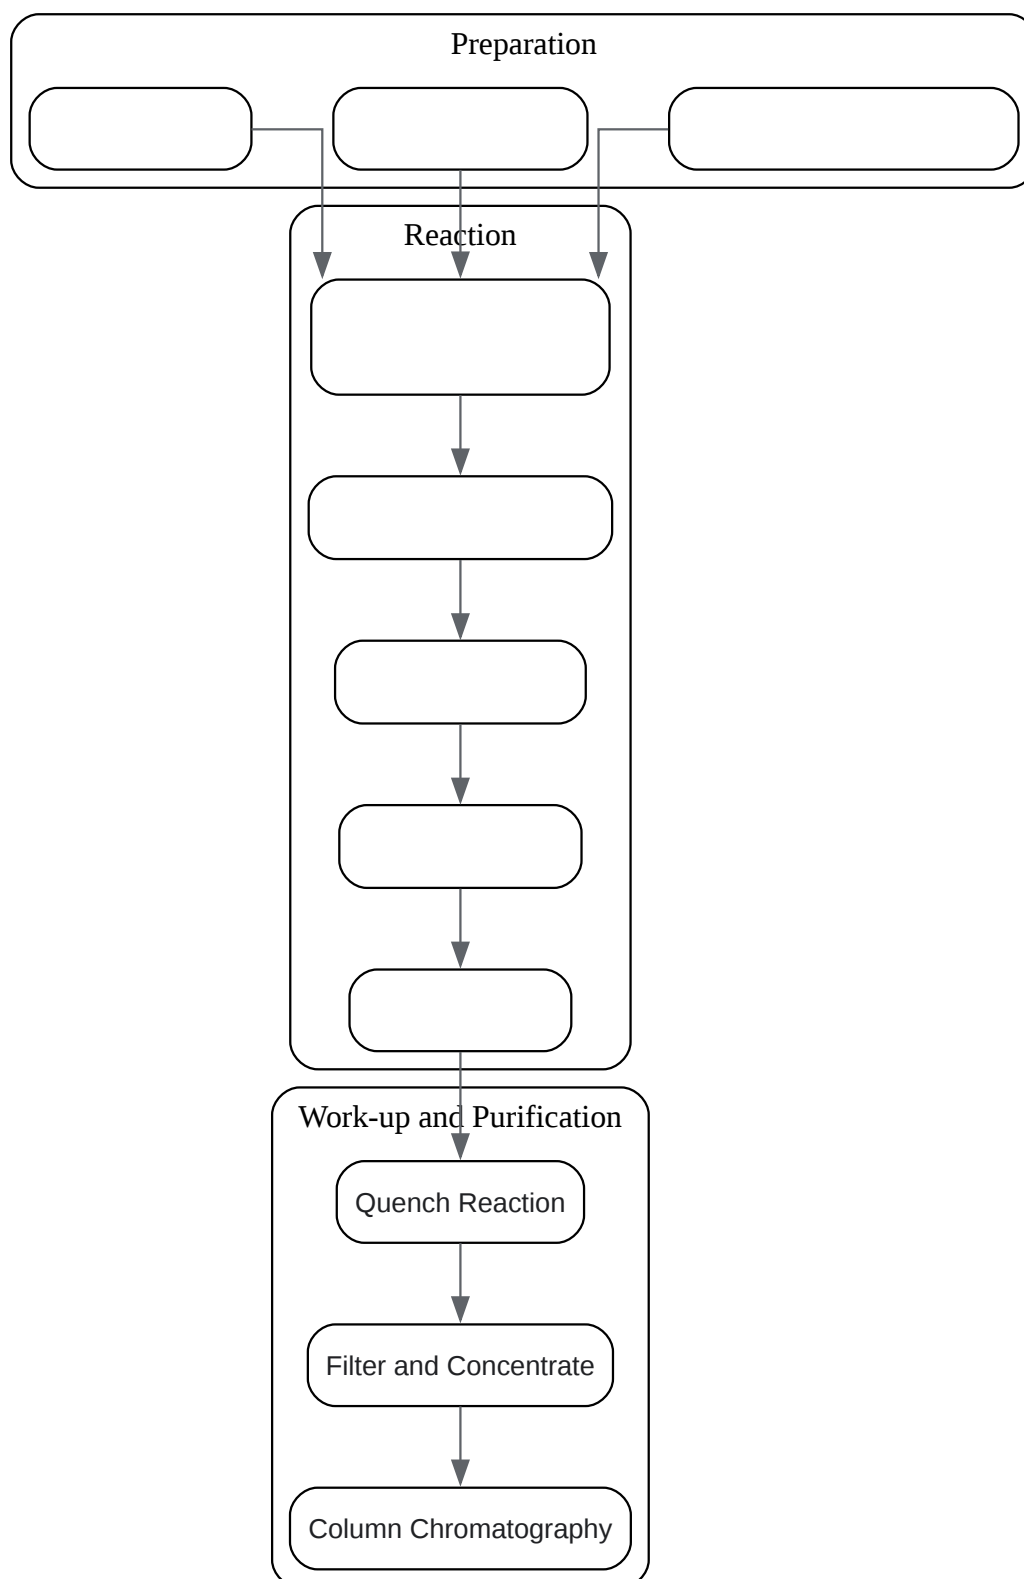 Preparation
Reaction
Work-up and Purification
Quench Reaction
Filter and Concentrate
Column Chromatography